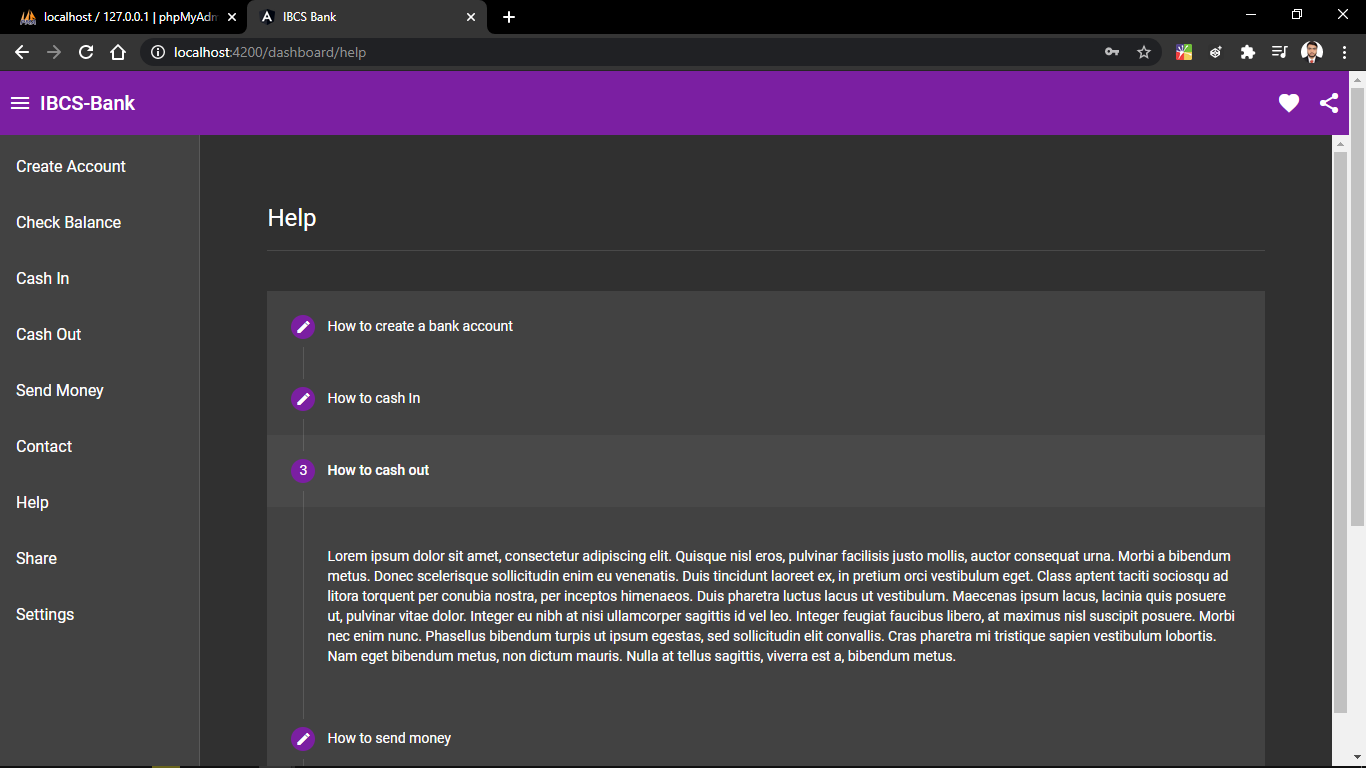 localhost / 127.0.0.1 | phpMyAdm
IBCS Bank
localhost:4200/dashboard/help
IBCS-Bank
Create Account
Check Balance
Cash In
Cash Out
Send Money
Contact
Help
Share
Settings
Help
How to create a bank account
How to cash In
3 How to cash out
Lorem ipsum dolor sit amet, consectetur adipiscing elit. Quisque nisl eros, pulvinar facilisis justo mollis, auctor consequat urna. Morbi a bibendum
metus. Donec scelerisque sollicitudin enim eu venenatis. Duis tincidunt laoreet ex, in pretium orci vestibulum eget. Class aptent taciti sociosqu ad
litora torquent per conubia nostra, per inceptos himenaeos. Duis pharetra luctus lacus ut vestibulum. Maecenas ipsum lacus, lacinia quis posuere
ut, pulvinar vitae dolor. Integer eu nibh at nisi ullamcorper sagittis id vel leo. Integer feugiat faucibus libero, at maximus nisl suscipit posuere. Morbi
nec enim nunc. Phasellus bibendum turpis ut ipsum egestas, sed sollicitudin elit convallis. Cras pharetra mi tristique sapien vestibulum lobortis.
Nam eget bibendum metus, non dictum mauris. Nulla at tellus sagittis, viverra est a, bibendum metus.
How to send money